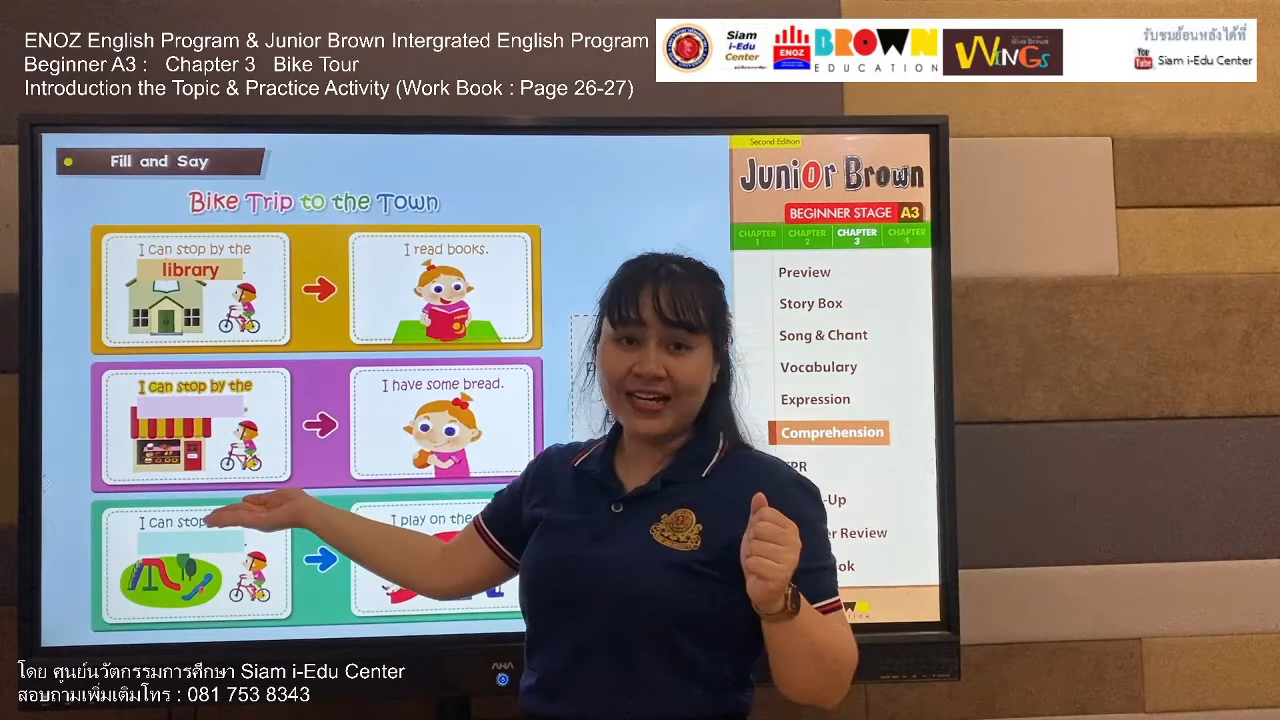 ENOZ English Program & Junior Brown Intergrated English Program
Beginner A3 : Chapter 3 Bike Tour
Introduction the Topic & Practice Activity (Work Book : Page 26-27)
Siam
i-Edu
Center
ENOZ
BROWN
EDUCATION
WiNGs
รับชมย้อนหลังได้ที่
You Tube Siam i-Edu Center
Fill and Say
Bike Trip to the Town
I can stop by the
library.
I read books.
I can stop by the
I have some bread.
I can stop
I play on the
Second Edition
Junior Brown
BEGINNER STAGE A3
CHAPTER 1 CHAPTER 2 CHAPTER 3 CHAPTER 4
Preview
Story Box
Song & Chant
Vocabulary
Expression
Comprehension
Review
AHA
โดย ศูนย์นวัตกรรมการศึกษา Siam i-Edu Center
สอบถามเพิ่มเติมโทร : 061 753 8343